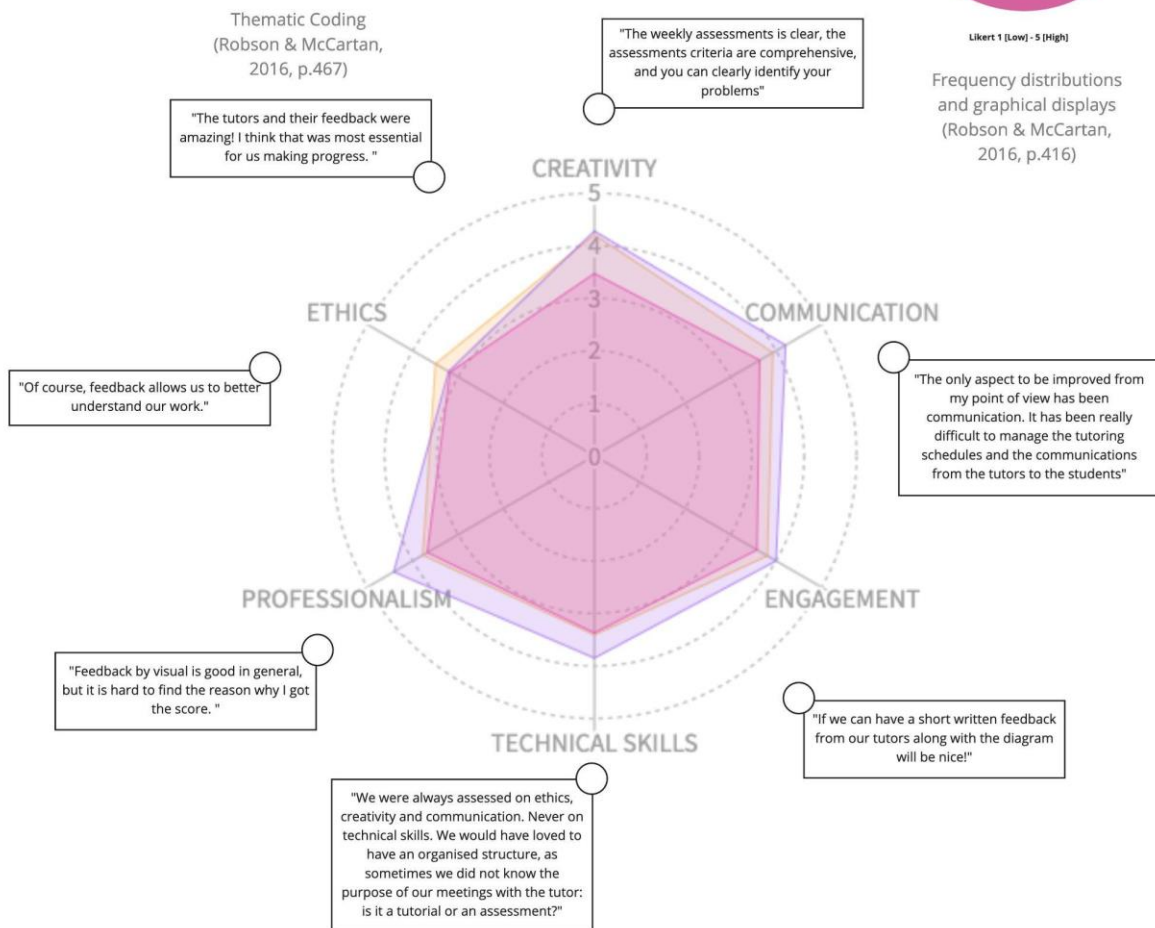 Thematic Coding
(Robson & McCartan,
2016, p.467)
"The weekly assessments is clear, the
assessments criteria are comprehensive,
and you can clearly identify your
problems"
Likert 1 [Low] - 5 [High]
Frequency distributions
and graphical displays
(Robson & McCartan,
2016, p.416)
"The tutors and their feedback were
amazing! I think that was most essential
for us making progress. "
CREATIVITY
5
4
3
2
1
0
ETHICS
COMMUNICATION
"Of course, feedback allows us to better
understand our work."
"The only aspect to be improved from
my point of view has been
communication. It has been really
difficult to manage the tutoring
schedules and the communications
from the tutors to the students"
PROFESSIONALISM
ENGAGEMENT
"Feedback by visual is good in general,
but it is hard to find the reason why I got
the score. "
"If we can have a short written feedback
from our tutors along with the diagram
will be nice!"
TECHNICAL SKILLS
"We were always assessed on ethics,
creativity and communication. Never on
technical skills. We would have loved to
have an organised structure, as
sometimes we did not know the
purpose of our meetings with the tutor:
is it a tutorial or an assessment?"